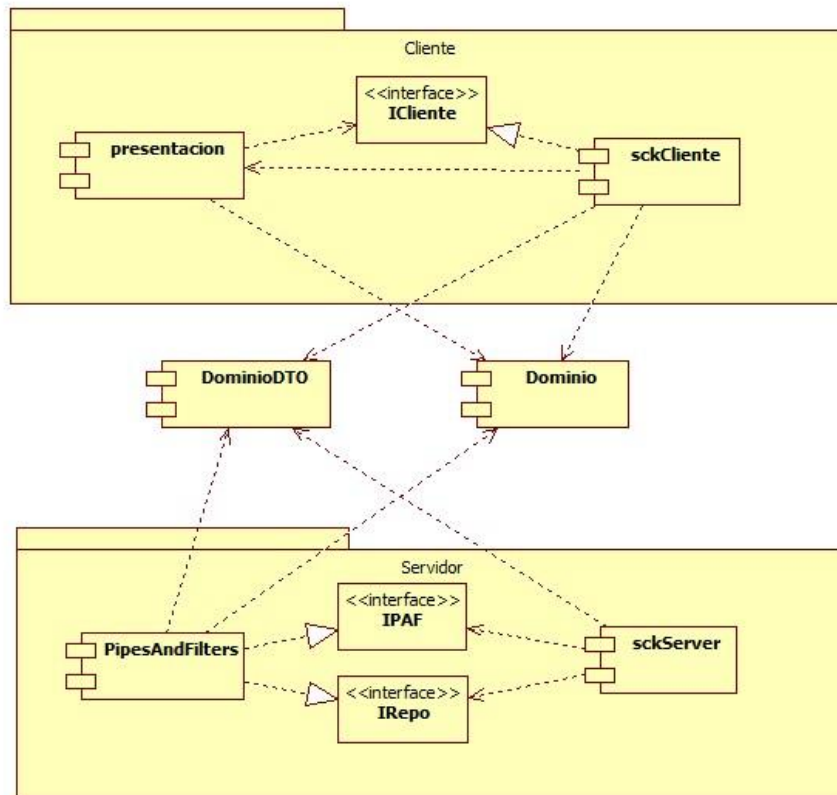 Cliente
<<interface>>
ICliente
presentacion
sckCliente
DominioDTO
Dominio
Servidor
<<interface>>
IPAF
PipesAndFilters
sckServer
<<interface>>
IRepo